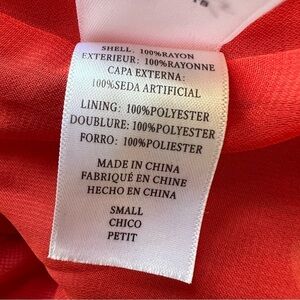 SHELL: 100%RAYON
EXTERIEUR: 100%RAYONNE
CAPA EXTERNA:
100%SEDA ARTIFICIAL
LINING: 100%POLYESTER
DOUBLURE: 100%POLYESTER
FORRO: 100%POLIESTER
MADE IN CHINA
FABRIQUÉ EN CHINE
HECHO EN CHINA
SMALL
CHICO
PETIT